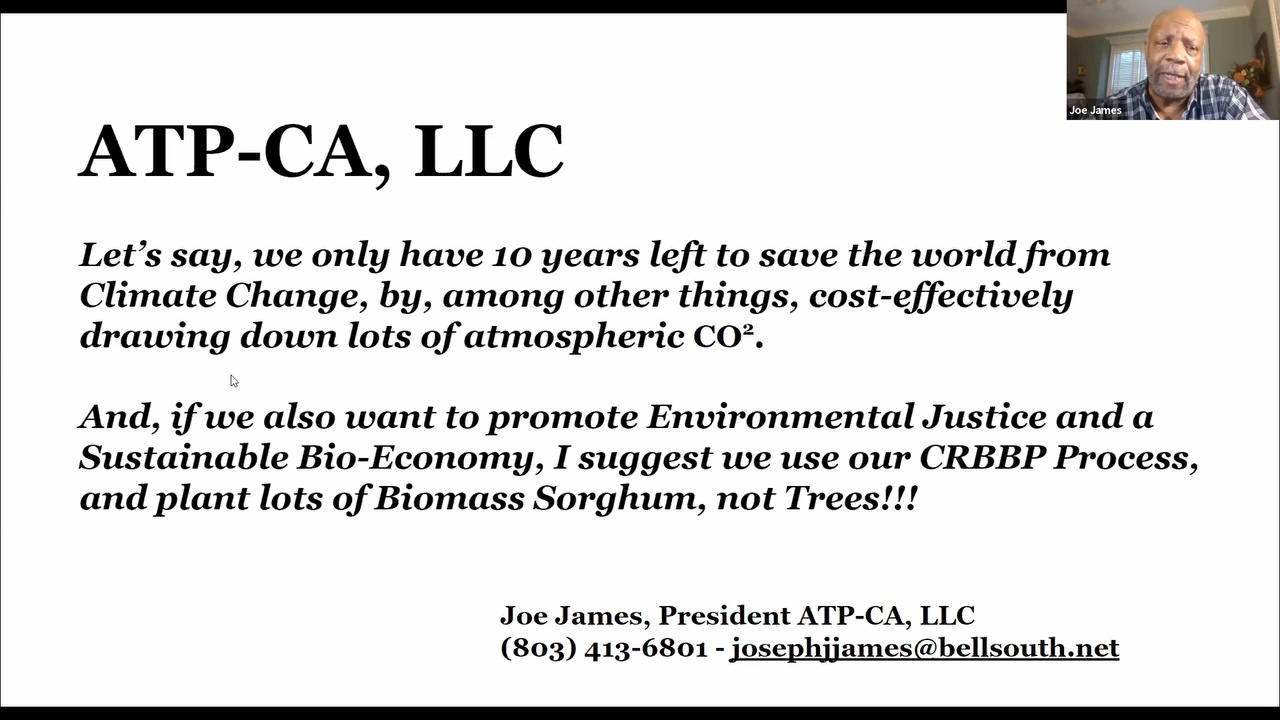 Joe James
ATP-CA, LLC
Let’s say, we only have 10 years left to save the world from
Climate Change, by, among other things, cost-effectively
drawing down lots of atmospheric CO².
And, if we also want to promote Environmental Justice and a
Sustainable Bio-Economy, I suggest we use our CRBBP Process,
and plant lots of Biomass Sorghum, not Trees!!!
Joe James, President ATP-CA, LLC
(803) 413-6801 - josephjjames@bellsouth.net